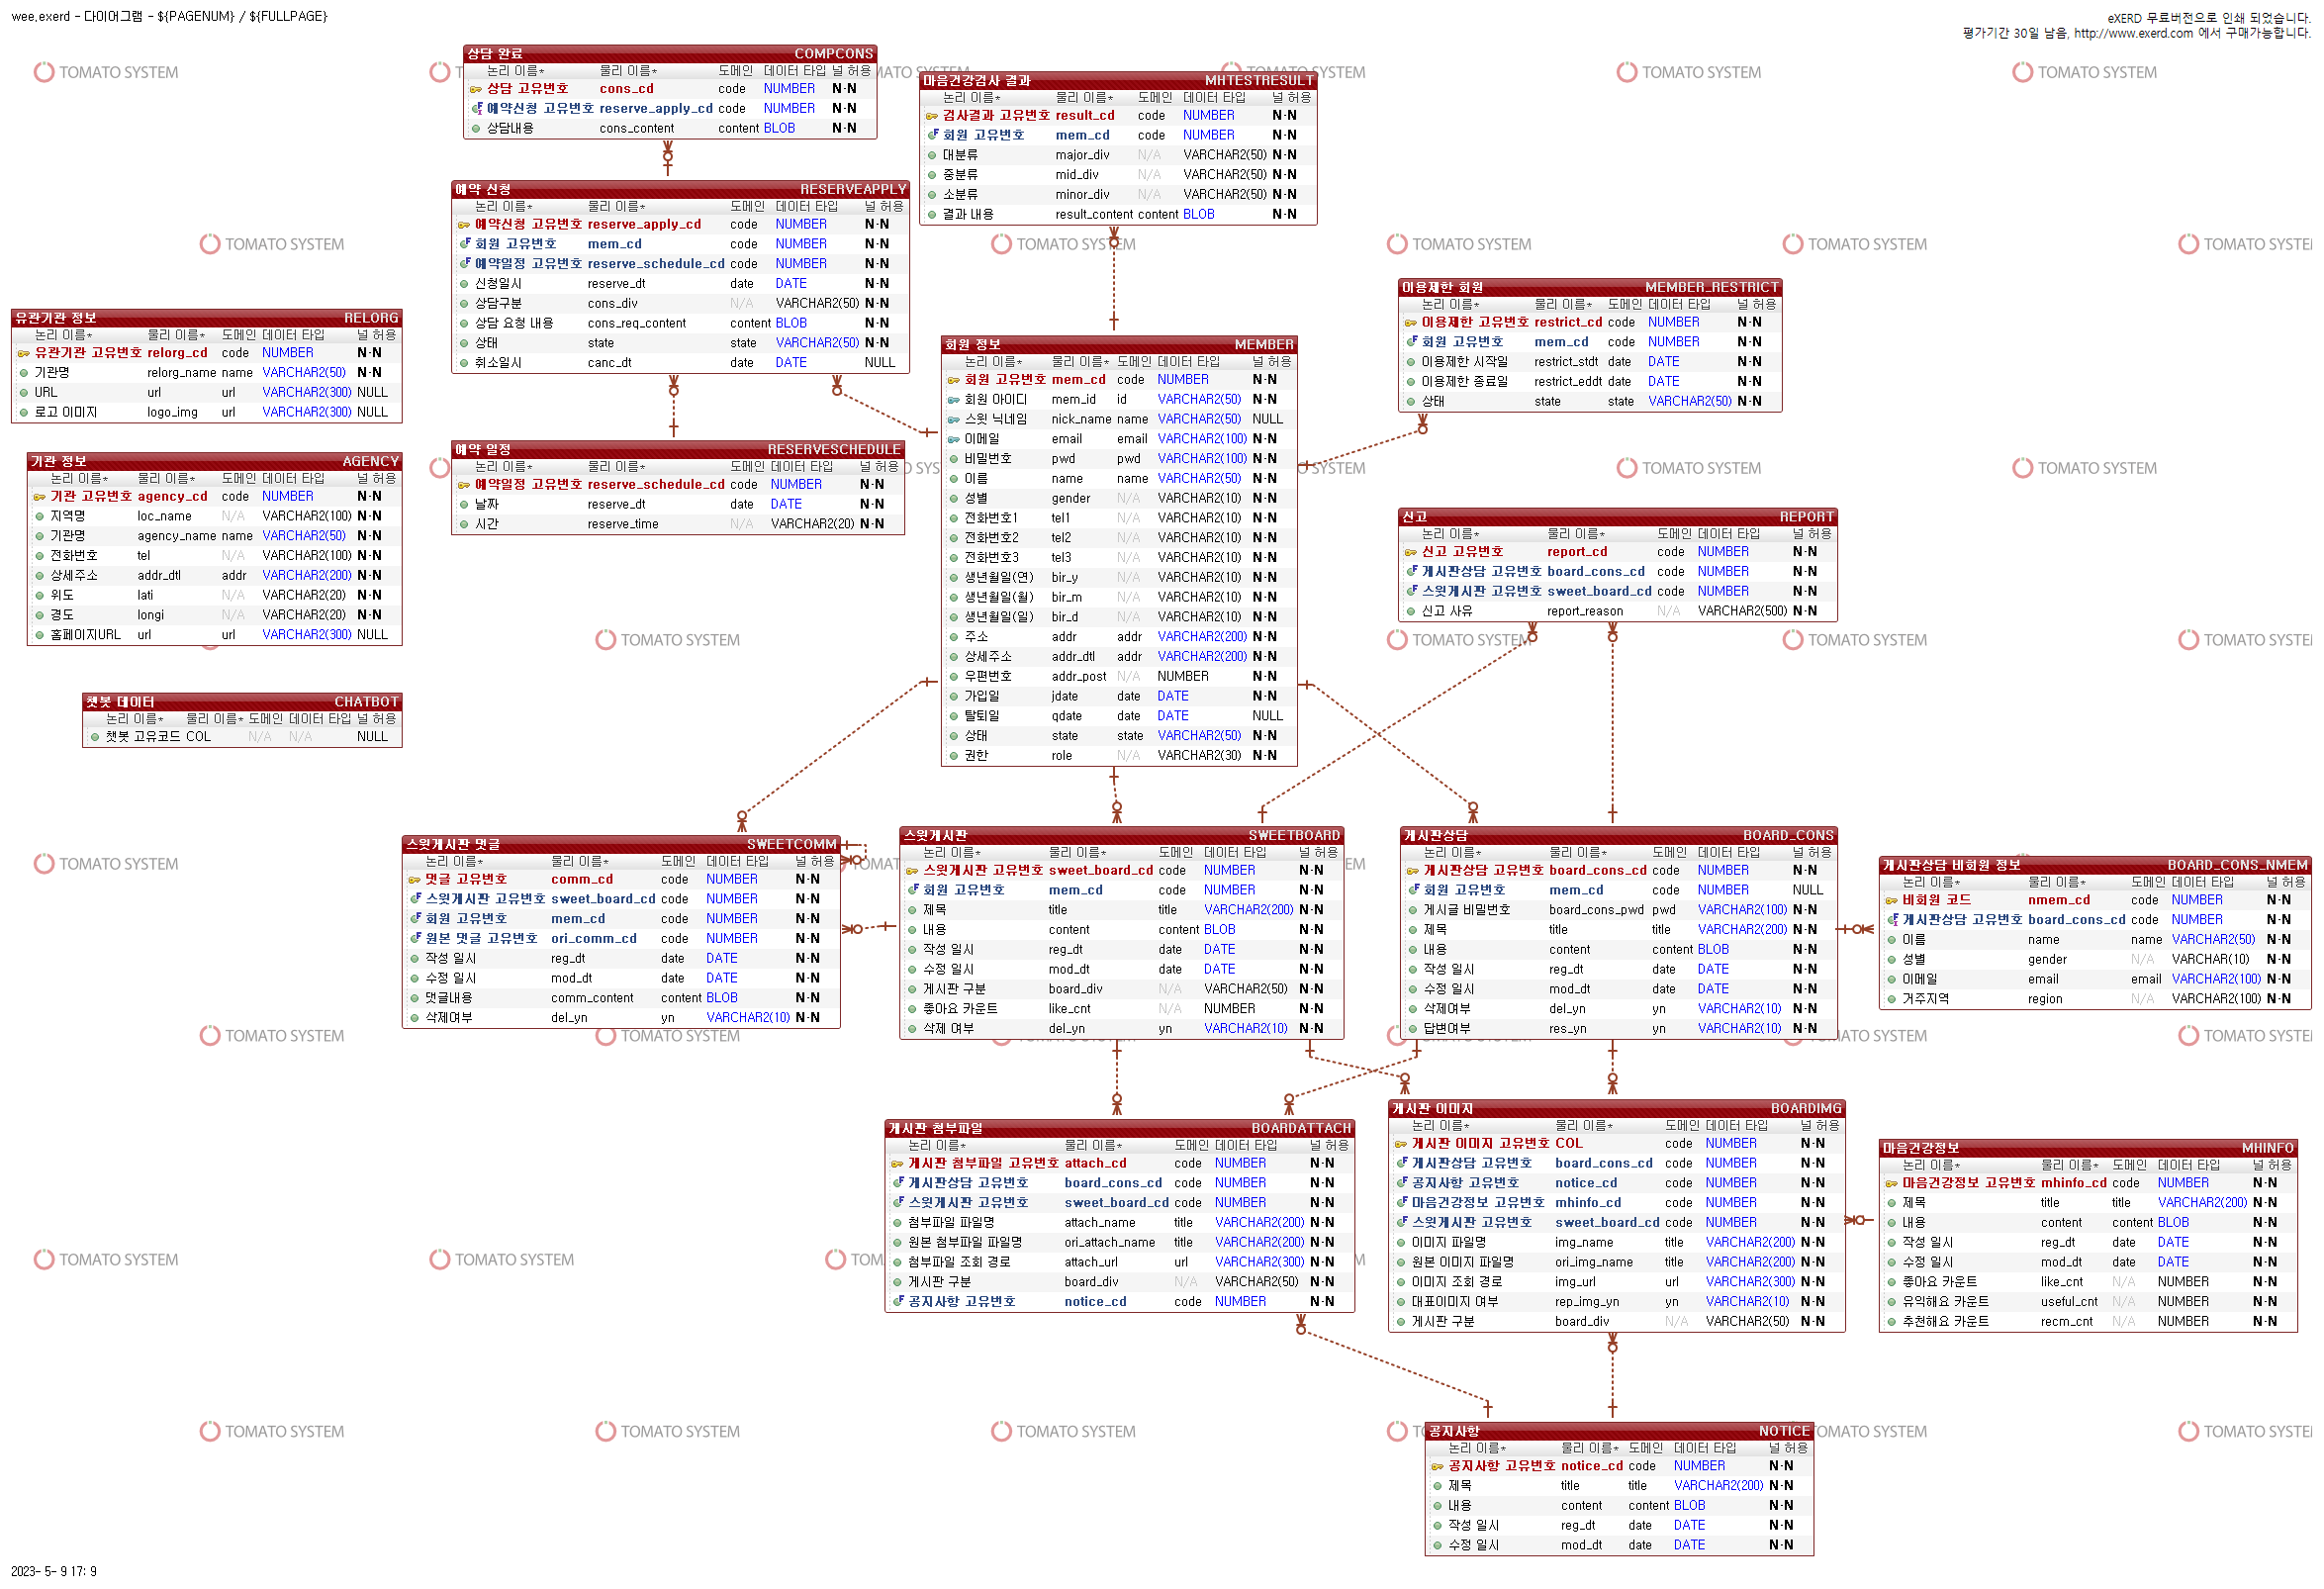 wee.exerd - 다이어그램 - ${PAGENUM} / ${FULLPAGE}
eXERD 무료버전으로 인쇄 되었습니다.
평가기간 30일 남음, http://www.exerd.com 에서 구매가능합니다.
상담 완료 COMPCONS
논리 이름* 물리 이름* 도메인 데이터 타입 널 허용
상담 고유번호 cons_cd code NUMBER N-N
예약신청 고유번호 reserve_apply_cd code NUMBER N-N
상담내용 cons_content content BLOB N-N
마음건강검사 결과 MHTESTRESULT
논리 이름* 물리 이름* 도메인 데이터 타입 널 허용
검사결과 고유번호 result_cd code NUMBER N-N
회원 고유번호 mem_cd code NUMBER N-N
대분류 major_div N/A VARCHAR2(50) N-N
중분류 mid_div N/A VARCHAR2(50) N-N
소분류 minor_div N/A VARCHAR2(50) N-N
결과 내용 result_content content BLOB N-N
예약 신청 RESERVEAPPLY
논리 이름* 물리 이름* 도메인 데이터 타입 널 허용
예약신청 고유번호 reserve_apply_cd code NUMBER N-N
회원 고유번호 mem_cd code NUMBER N-N
예약일정 고유번호 reserve_schedule_cd code NUMBER N-N
신청일시 reserve_dt date DATE N-N
상담구분 cons_div N/A VARCHAR2(50) N-N
상담 요청 내용 cons_req_content content BLOB N-N
상태 state state VARCHAR2(50) N-N
취소일시 canc_dt date DATE NULL
이용제한 회원 MEMBER_RESTRICT
논리 이름* 물리 이름* 도메인 데이터 타입 널 허용
이용제한 고유번호 restrict_cd code NUMBER N-N
회원 고유번호 mem_cd code NUMBER N-N
이용제한 시작일 restrict_stdt date DATE N-N
이용제한 종료일 restrict_eddt date DATE N-N
상태 state state VARCHAR2(50) N-N
유관기관 정보 RELORG
논리 이름* 물리 이름* 도메인 데이터 타입 널 허용
유관기관 고유번호 relorg_cd code NUMBER N-N
기관명 relorg_name name VARCHAR2(50) N-N
URL url url VARCHAR2(300) NULL
로고 이미지 logo_img url VARCHAR2(300) NULL
회원 정보 MEMBER
논리 이름* 물리 이름* 도메인 데이터 타입 널 허용
회원 고유번호 mem_cd code NUMBER N-N
회원 아이디 mem_id id VARCHAR2(50) N-N
스윗 닉네임 nick_name name VARCHAR2(50) NULL
이메일 email email VARCHAR2(100) N-N
비밀번호 pwd pwd VARCHAR2(100) N-N
이름 name name VARCHAR2(50) N-N
성별 gender N/A VARCHAR2(10) N-N
전화번호1 tel1 N/A VARCHAR2(10) N-N
전화번호2 tel2 N/A VARCHAR2(10) N-N
전화번호3 tel3 N/A VARCHAR2(10) N-N
생년월일(연) bir_y N/A VARCHAR2(10) N-N
생년월일(월) bir_m N/A VARCHAR2(10) N-N
생년월일(일) bir_d N/A VARCHAR2(10) N-N
주소 addr addr VARCHAR2(200) N-N
상세주소 addr_dtl addr VARCHAR2(200) N-N
우편번호 addr_post N/A NUMBER N-N
가입일 jdate date DATE N-N
탈퇴일 qdate date DATE NULL
상태 state state VARCHAR2(50) N-N
권한 role N/A VARCHAR2(30) N-N
예약 일정 RESERVESCHEDULE
논리 이름* 물리 이름* 도메인 데이터 타입 널 허용
예약일정 고유번호 reserve_schedule_cd code NUMBER N-N
날짜 reserve_dt date DATE N-N
시간 reserve_time N/A VARCHAR2(20) N-N
기관 정보 AGENCY
논리 이름* 물리 이름* 도메인 데이터 타입 널 허용
기관 고유번호 agency_cd code NUMBER N-N
지역명 loc_name N/A VARCHAR2(100) N-N
기관명 agency_name name VARCHAR2(50) N-N
전화번호 tel N/A VARCHAR2(100) N-N
상세주소 addr_dtl addr VARCHAR2(200) N-N
위도 lati N/A VARCHAR2(20) N-N
경도 longi N/A VARCHAR2(20) N-N
홈페이지URL url url VARCHAR2(300) NULL
신고 REPORT
논리 이름* 물리 이름* 도메인 데이터 타입 널 허용
신고 고유번호 report_cd code NUMBER N-N
게시판상담 고유번호 board_cons_cd code NUMBER N-N
스윗게시판 고유번호 sweet_board_cd code NUMBER N-N
신고 사유 report_reason N/A VARCHAR2(500) N-N
챗봇 데이터 CHATBOT
논리 이름* 물리 이름* 도메인 데이터 타입 널 허용
챗봇 고유코드 COL N/A N/A NULL
스윗게시판 댓글 SWEETCOMM
논리 이름* 물리 이름* 도메인 데이터 타입 널 허용
댓글 고유번호 comm_cd code NUMBER N-N
스윗게시판 고유번호 sweet_board_cd code NUMBER N-N
회원 고유번호 mem_cd code NUMBER N-N
원본 댓글 고유번호 ori_comm_cd code NUMBER N-N
작성 일시 reg_dt date DATE N-N
수정 일시 mod_dt date DATE N-N
댓글내용 comm_content content BLOB N-N
삭제여부 del_yn yn VARCHAR2(10) N-N
스윗게시판 SWEETBOARD
논리 이름* 물리 이름* 도메인 데이터 타입 널 허용
스윗게시판 고유번호 sweet_board_cd code NUMBER N-N
회원 고유번호 mem_cd code NUMBER N-N
제목 title title VARCHAR2(200) N-N
내용 content content BLOB N-N
작성 일시 reg_dt date DATE N-N
수정 일시 mod_dt date DATE N-N
게시판 구분 board_div N/A VARCHAR2(50) N-N
좋아요 카운트 like_cnt N/A NUMBER N-N
삭제 여부 del_yn yn VARCHAR2(10) N-N
게시판상담 BOARD_CONS
논리 이름* 물리 이름* 도메인 데이터 타입 널 허용
게시판상담 고유번호 board_cons_cd code NUMBER N-N
회원 고유번호 mem_cd code NUMBER NULL
게시글 비밀번호 board_cons_pwd pwd VARCHAR2(100) N-N
제목 title title VARCHAR2(200) N-N
내용 content content BLOB N-N
작성 일시 reg_dt date DATE N-N
수정 일시 mod_dt date DATE N-N
삭제여부 del_yn yn VARCHAR2(10) N-N
답변여부 res_yn yn VARCHAR2(10) N-N
게시판상담 비회원 정보 BOARD_CONS_NMEM
논리 이름* 물리 이름* 도메인 데이터 타입 널 허용
비회원 코드 nmem_cd code NUMBER N-N
게시판상담 고유번호 board_cons_cd code NUMBER N-N
이름 name name VARCHAR2(50) N-N
성별 gender N/A VARCHAR(10) N-N
이메일 email email VARCHAR2(100) N-N
거주지역 region N/A VARCHAR2(100) N-N
게시판 첨부파일 BOARDATTACH
논리 이름* 물리 이름* 도메인 데이터 타입 널 허용
게시판 첨부파일 고유번호 attach_cd code NUMBER N-N
게시판상담 고유번호 board_cons_cd code NUMBER N-N
스윗게시판 고유번호 sweet_board_cd code NUMBER N-N
첨부파일 파일명 attach_name title VARCHAR2(200) N-N
원본 첨부파일 파일명 ori_attach_name title VARCHAR2(200) N-N
첨부파일 조회 경로 attach_url url VARCHAR2(300) N-N
게시판 구분 board_div N/A VARCHAR2(50) N-N
공지사항 고유번호 notice_cd code NUMBER N-N
게시판 이미지 BOARDIMG
논리 이름* 물리 이름* 도메인 데이터 타입 널 허용
게시판 이미지 고유번호 COL code NUMBER N-N
게시판상담 고유번호 board_cons_cd code NUMBER N-N
공지사항 고유번호 notice_cd code NUMBER N-N
마음건강정보 고유번호 mhinfo_cd code NUMBER N-N
스윗게시판 고유번호 sweet_board_cd code NUMBER N-N
이미지 파일명 img_name title VARCHAR2(200) N-N
원본 이미지 파일명 ori_img_name title VARCHAR2(200) N-N
이미지 조회 경로 img_url url VARCHAR2(300) N-N
대표이미지 여부 rep_img_yn yn VARCHAR2(10) N-N
게시판 구분 board_div N/A VARCHAR2(50) N-N
마음건강정보 MHINFO
논리 이름* 물리 이름* 도메인 데이터 타입 널 허용
마음건강정보 고유번호 mhinfo_cd code NUMBER N-N
제목 title title VARCHAR2(200) N-N
내용 content content BLOB N-N
작성 일시 reg_dt date DATE N-N
수정 일시 mod_dt date DATE N-N
좋아요 카운트 like_cnt N/A NUMBER N-N
유익해요 카운트 useful_cnt N/A NUMBER N-N
추천해요 카운트 recm_cnt N/A NUMBER N-N
공지사항 NOTICE
논리 이름* 물리 이름* 도메인 데이터 타입 널 허용
공지사항 고유번호 notice_cd code NUMBER N-N
제목 title title VARCHAR2(200) N-N
내용 content content BLOB N-N
작성 일시 reg_dt date DATE N-N
수정 일시 mod_dt date DATE N-N
TOMATO SYSTEM
2023- 5- 9 17: 9